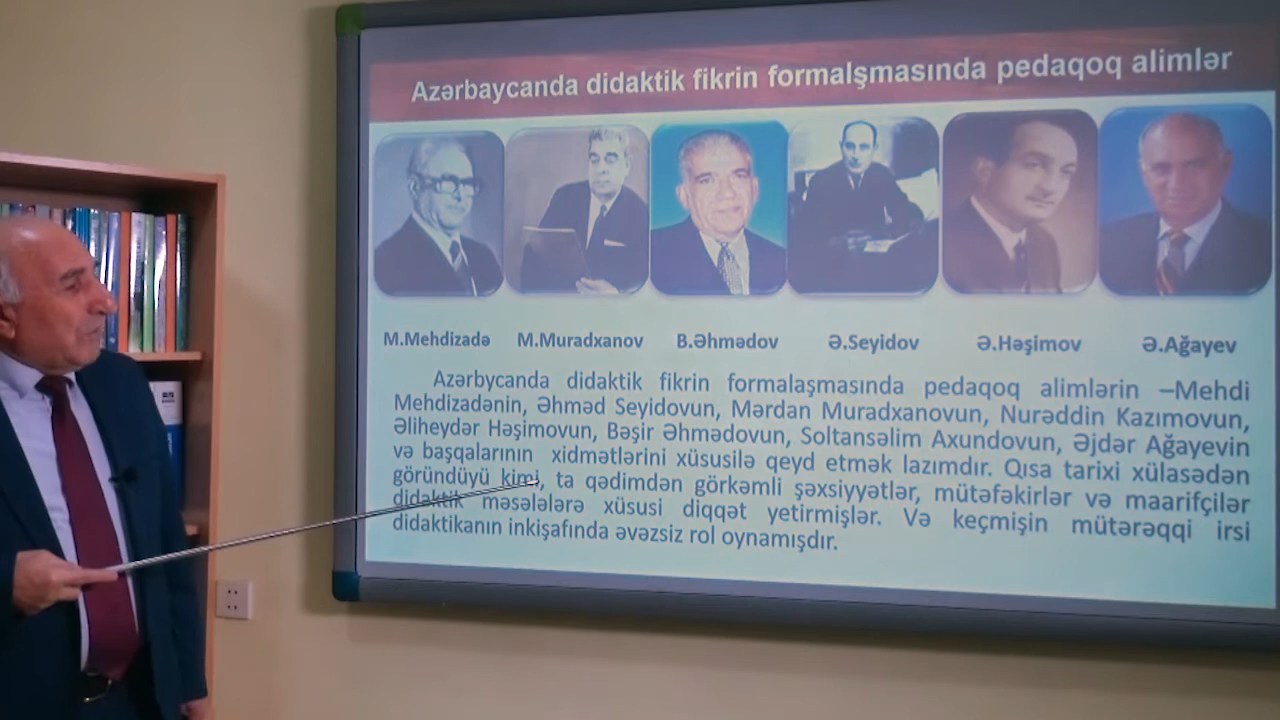 Azərbaycanda didaktik fikrin formalşmasında pedaqoq alimlər
M.Mehdizadə M.Muradxanov B.Əhmədov Ə.Seyidov Ə.Həşimov Ə.Ağayev
Azərbycanda didaktik fikrin formalaşmasında pedaqoq alimlərin –Mehdi
Mehdizadənin, Əhməd Seyidovun, Mərdan Muradxanovun, Nurəddin Kazımovun,
Əliheydər Həşimovun, Bəşir Əhmədovun, Soltansəlim Axundovun, Əjdər Ağayevin
və başqalarının xidmətlərini xüsusilə qeyd etmək lazımdır. Qısa tarixi xülasədən
göründüyü kimi, ta qədimdən görkəmli şəxsiyyətlər, mütəfəkirlər və maarifçilər
didaktik məsələlərə xüsusi diqqət yetirmişlər. Və keçmişin mütərəqqi irsi
didaktikanın inkişafında əvəzsiz rol oynamışdır.